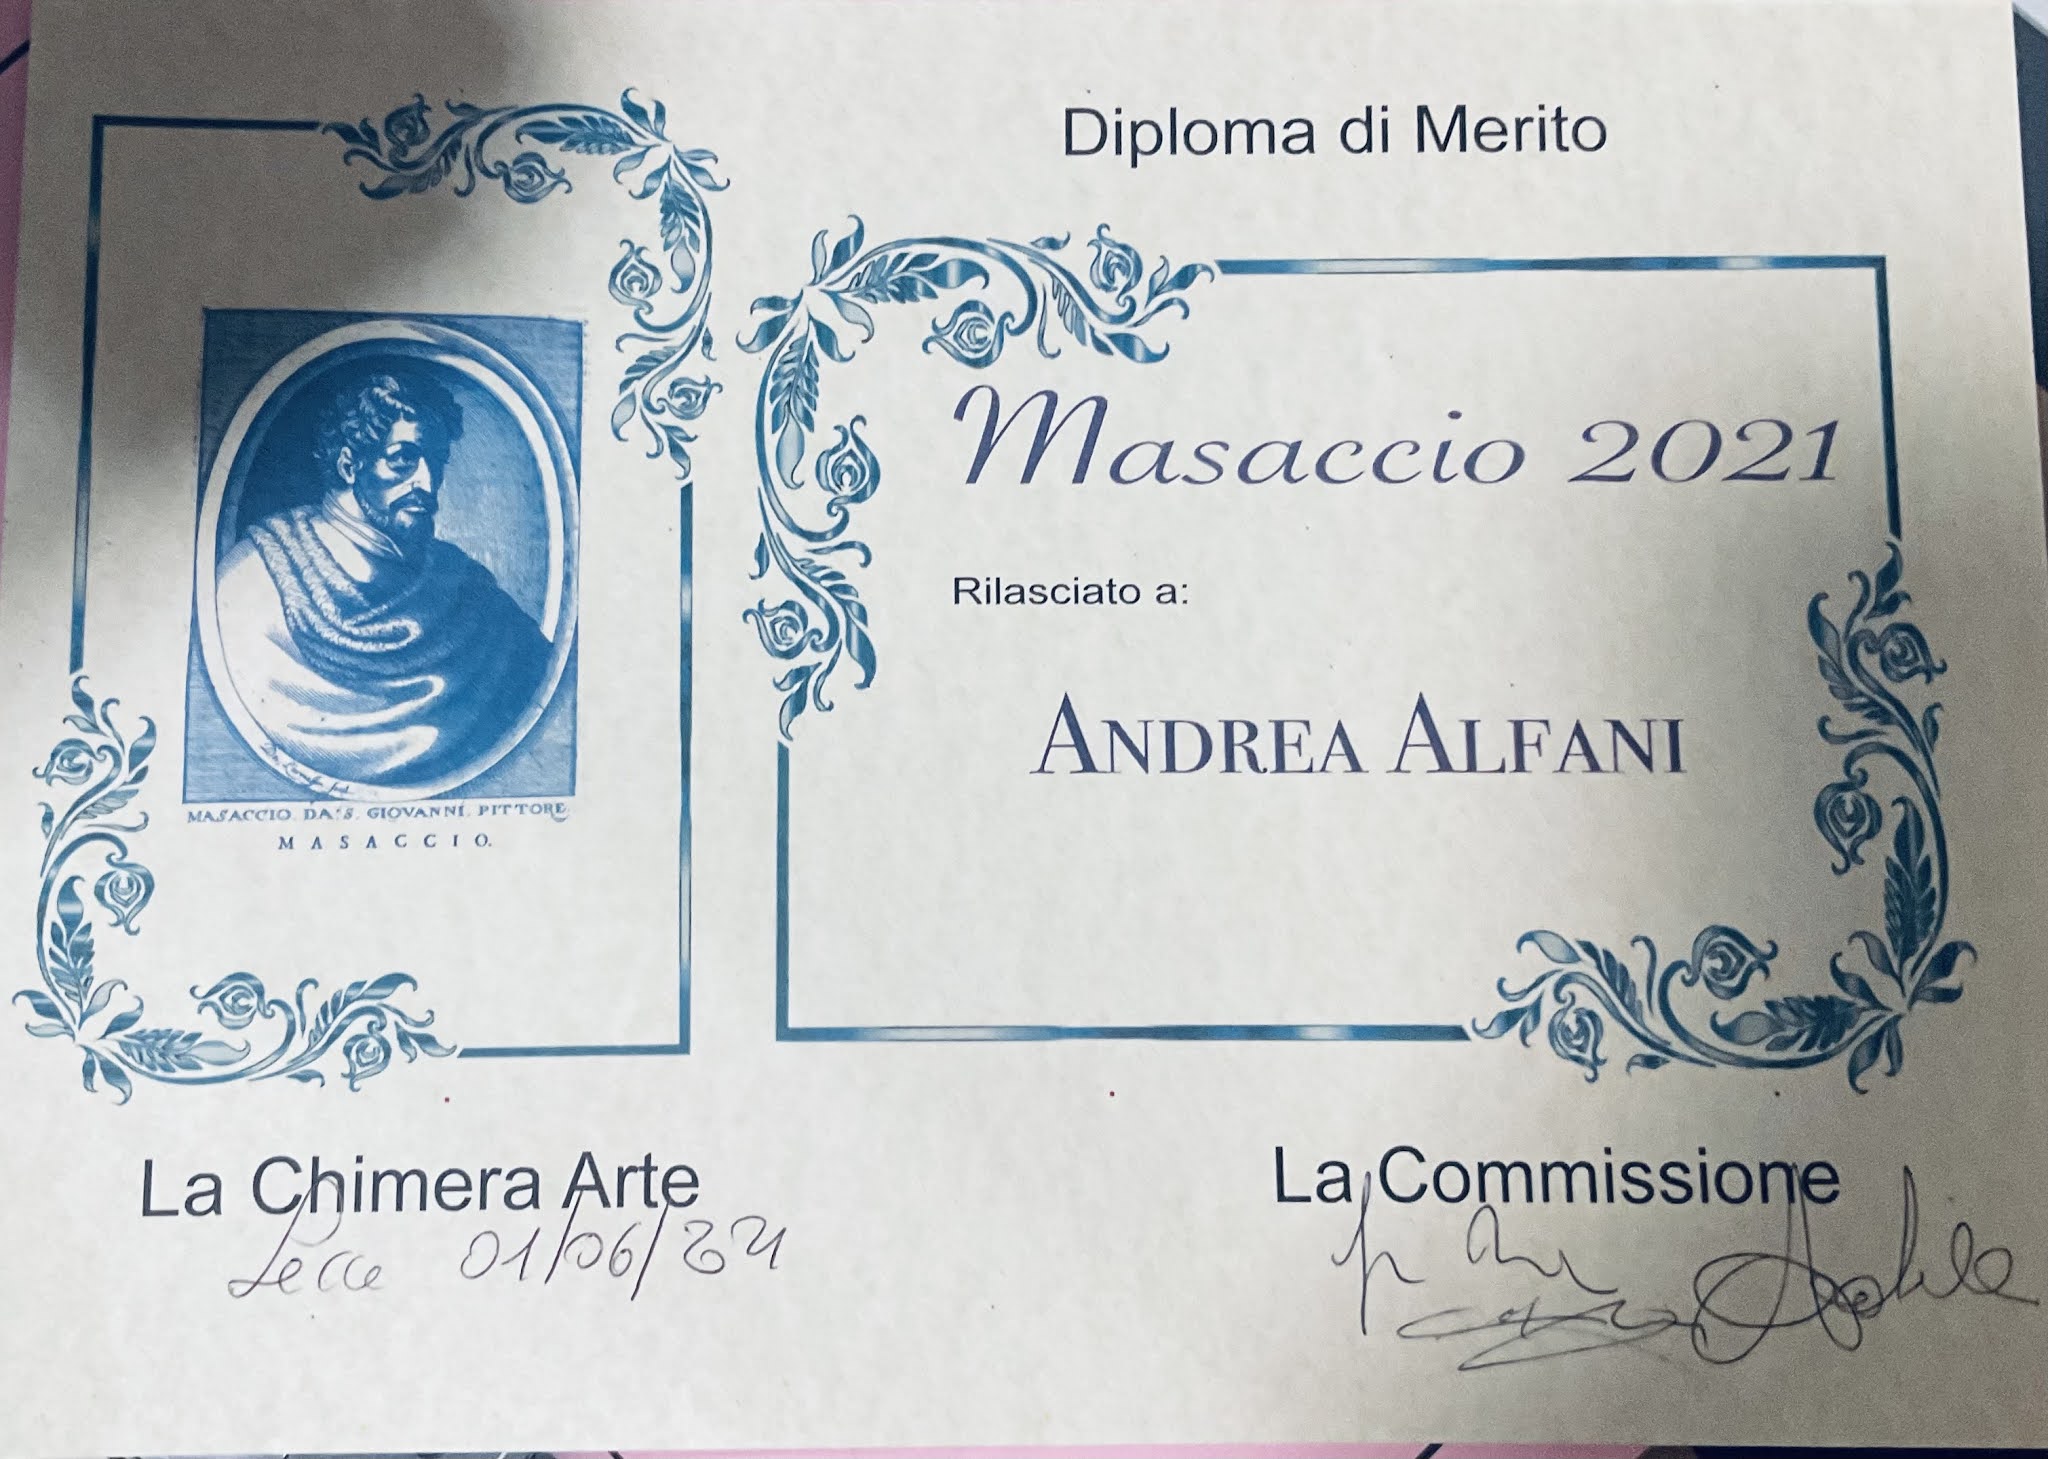 Diploma di Merito
MASACCIO DA S. GIOVANNI PITTORE
MASACCIO.
Masaccio 2021
Rilasciato a:
ANDREA ALFANI
La Chimera Arte
Lecce 01/06/21
La Commissione